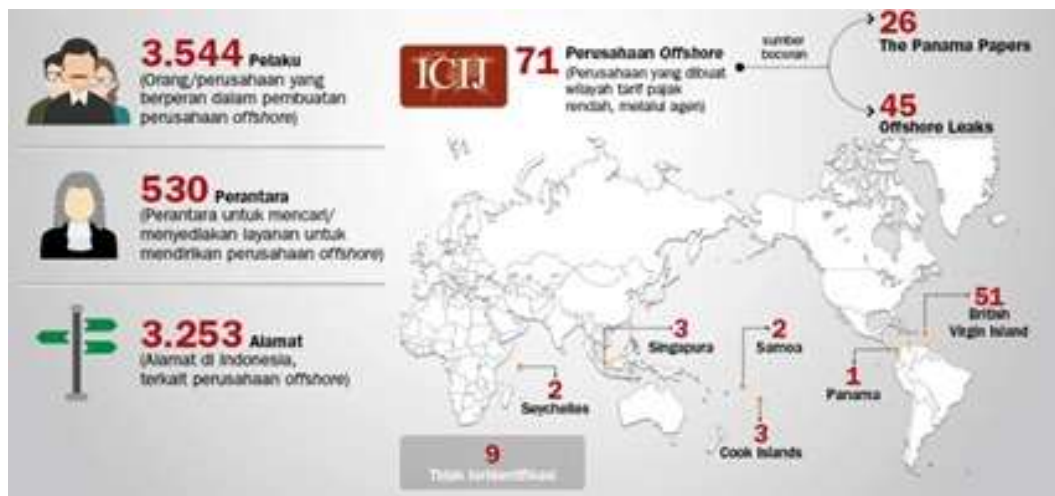 3.544 Pelaku
(Orang/perusahaan yang
berperan dalam pembuatan
perusahaan offshore)
530 Perantara
(Perantara untuk mencari/
menyediakan layanan untuk
mendirikan perusahaan offshore)
3.253 Alamat
(Alamat di Indonesia,
terkait perusahaan offshore)
ICIJ
71 Perusahaan Offshore
(Perusahaan yang dibuat
wilayah tarif pajak
rendah, melalui agen)
sumber
bocoran
26
The Panama Papers
45
Offshore Leaks
3
Singapura
2
Samoa
51
British
Virgin Island
2
Seychelles
1
Panama
3
Cook Islands
9
Tidak teridentifikasi